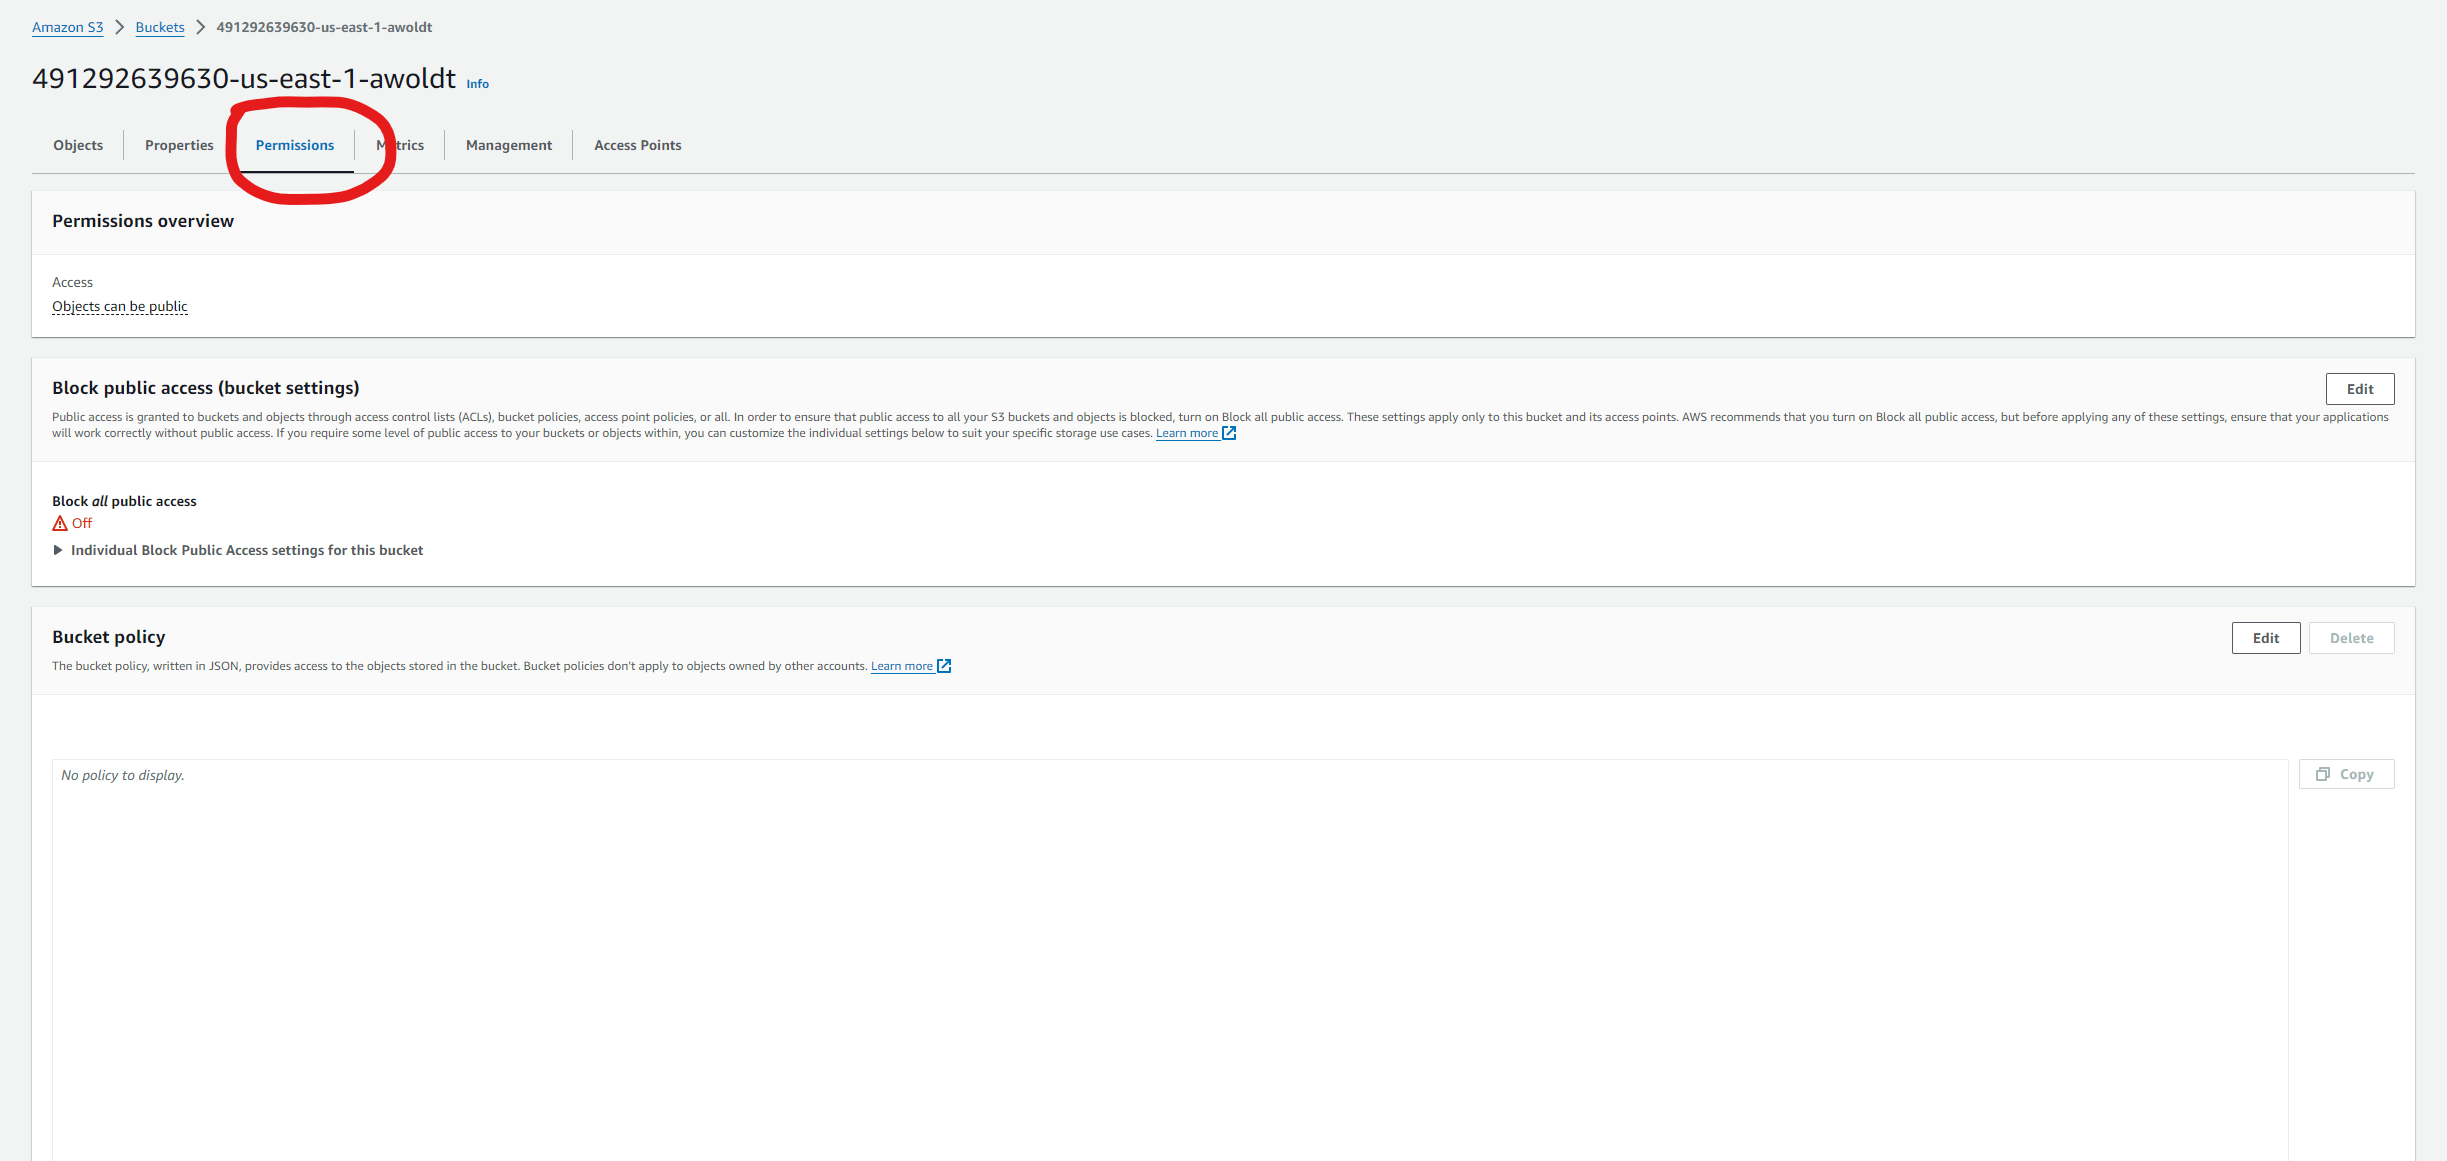 Amazon S3 > Buckets > 491292639630-us-east-1-awoldt
491292639630-us-east-1-awoldt Info
Objects Properties Permissions Metrics Management Access Points
Permissions overview
Access
Objects can be public
Block public access (bucket settings) Edit
Public access is granted to buckets and objects through access control lists (ACLs), bucket policies, access point policies, or all. In order to ensure that public access to all your S3 buckets and objects is blocked, turn on Block all public access. These settings apply only to this bucket and its access points. AWS recommends that you turn on Block all public access, but before applying any of these settings, ensure that your applications
will work correctly without public access. If you require some level of public access to your buckets or objects within, you can customize the individual settings below to suit your specific storage use cases. Learn more
Block all public access
Off
Individual Block Public Access settings for this bucket
Bucket policy Edit Delete
The bucket policy, written in JSON, provides access to the objects stored in the bucket. Bucket policies don't apply to objects owned by other accounts. Learn more
No policy to display. Copy